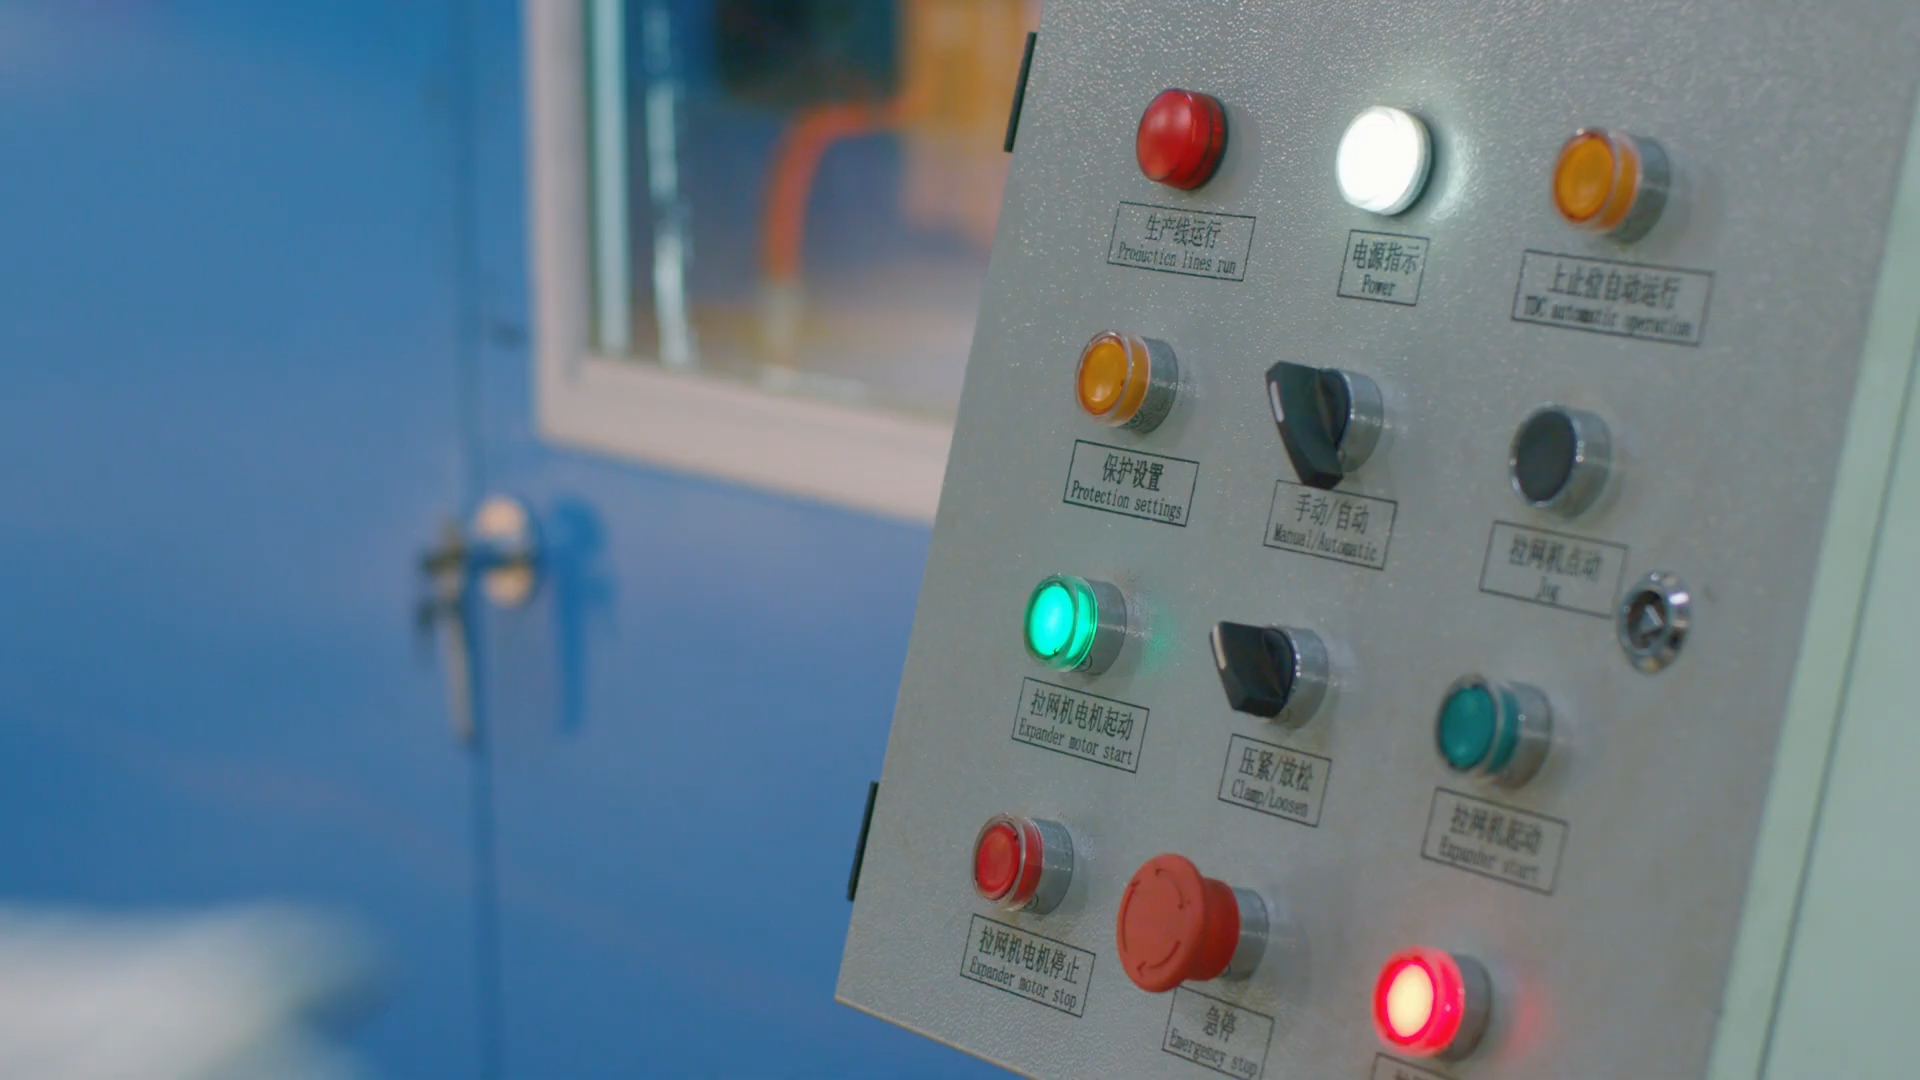 生产线运行
Production lines run
电源指示
Power
上止位自动运行
TDC automatic operation
保护设置
Protection settings
手动/自动
Manual/Automatic
拉网机点动
Jog
拉网机电机起动
Expander motor start
压紧/放松
Clamp/Loosen
拉网机起动
Expander start
拉网机电机停止
Expander motor stop
急停
Emergency stop